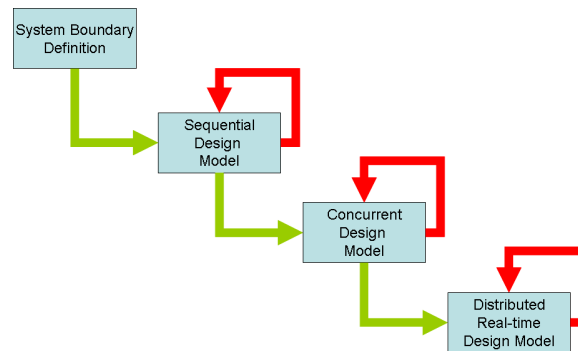 System Boundary
Definition
Sequential
Design
Model
Concurrent
Design
Model
Distributed
Real-time
Design Model